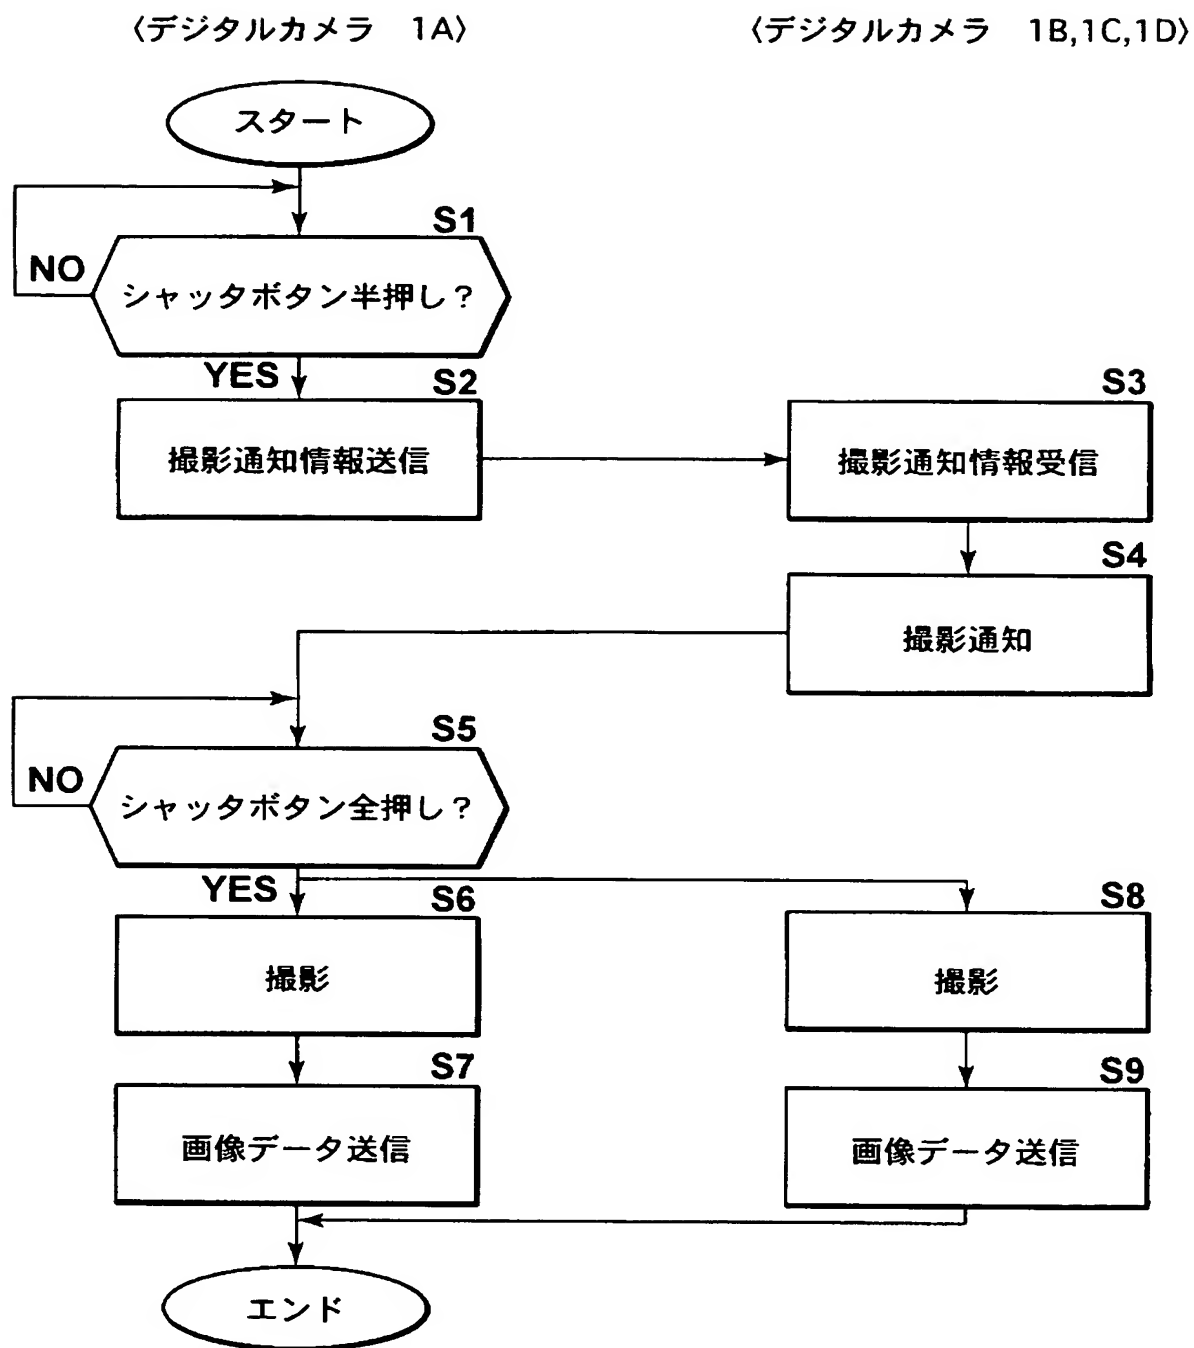 〈デジタルカメラ　1A〉
〈デジタルカメラ　1B,1C,1D〉
スタート
S1
NO
シャッタボタン半押し？
YES
S2
S3
撮影通知情報送信
撮影通知情報受信
S4
撮影通知
S5
NO
シャッタボタン全押し？
YES
S6
S8
撮影
撮影
S7
S9
画像データ送信
画像データ送信
エンド